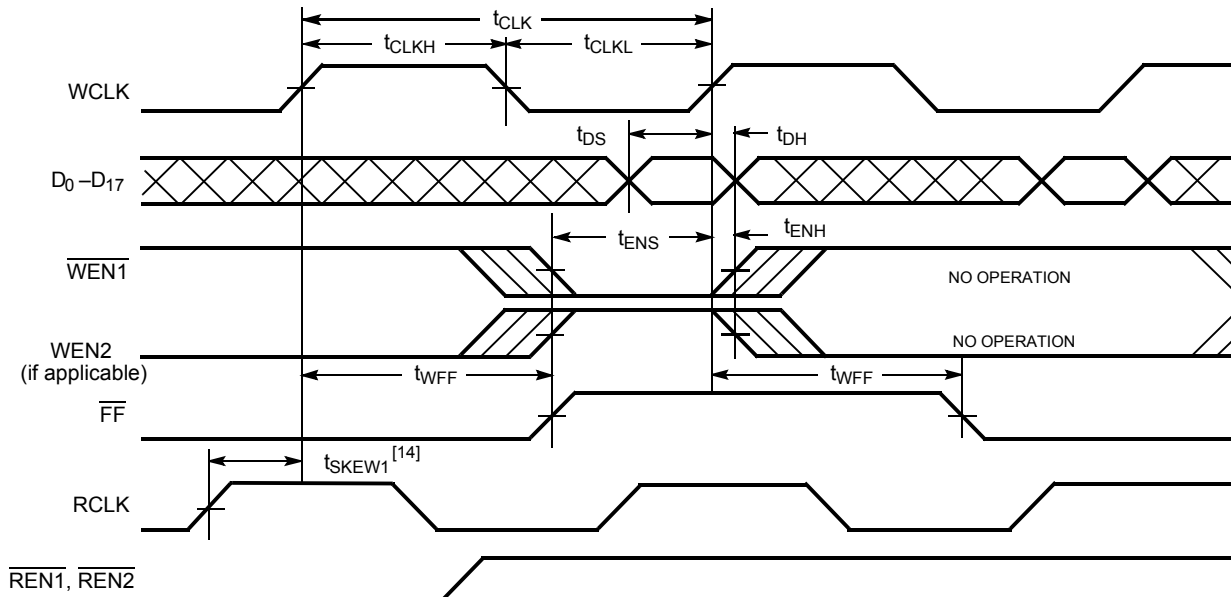 tCLK
tCLKH
tCLKL
WCLK
tDS
tDH
D0 –D17
tENS
tENH
WEN1
NO OPERATION
WEN2
(if applicable)
NO OPERATION
tWFF
tWFF
FF
tSKEW1 [14]
RCLK
REN1, REN2